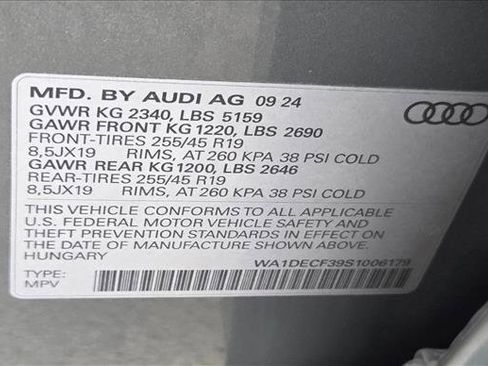 MFD. BY AUDI AG 09 24
GVWR KG 2340, LBS 5159
GAWR FRONT KG 1220, LBS 2690
FRONT-TIRES 255/45 R19
8,5JX19 RIMS, AT 260 KPA 38 PSI COLD
GAWR REAR KG 1200, LBS 2646
REAR-TIRES 255/45 R19
8,5JX19 RIMS, AT 260 KPA 38 PSI COLD
THIS VEHICLE CONFORMS TO ALL APPLICABLE
U.S. FEDERAL MOTOR VEHICLE SAFETY AND
THEFT PREVENTION STANDARDS IN EFFECT ON
THE DATE OF MANUFACTURE SHOWN ABOVE.
HUNGARY
TYPE: WA1DECF39S1006179
MPV